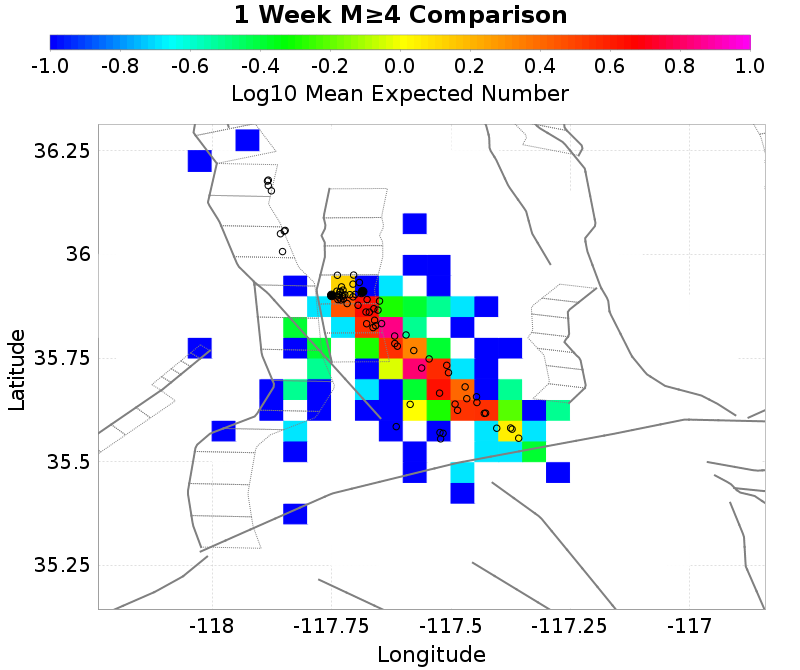 1 Week M≥4 Comparison
-1.0 -0.8 -0.6 -0.4 -0.2 0.0 0.2 0.4 0.6 0.8 1.0
Log10 Mean Expected Number
36.25
36
35.75
35.5
35.25
Latitude
-118 -117.75 -117.5 -117.25 -117
Longitude